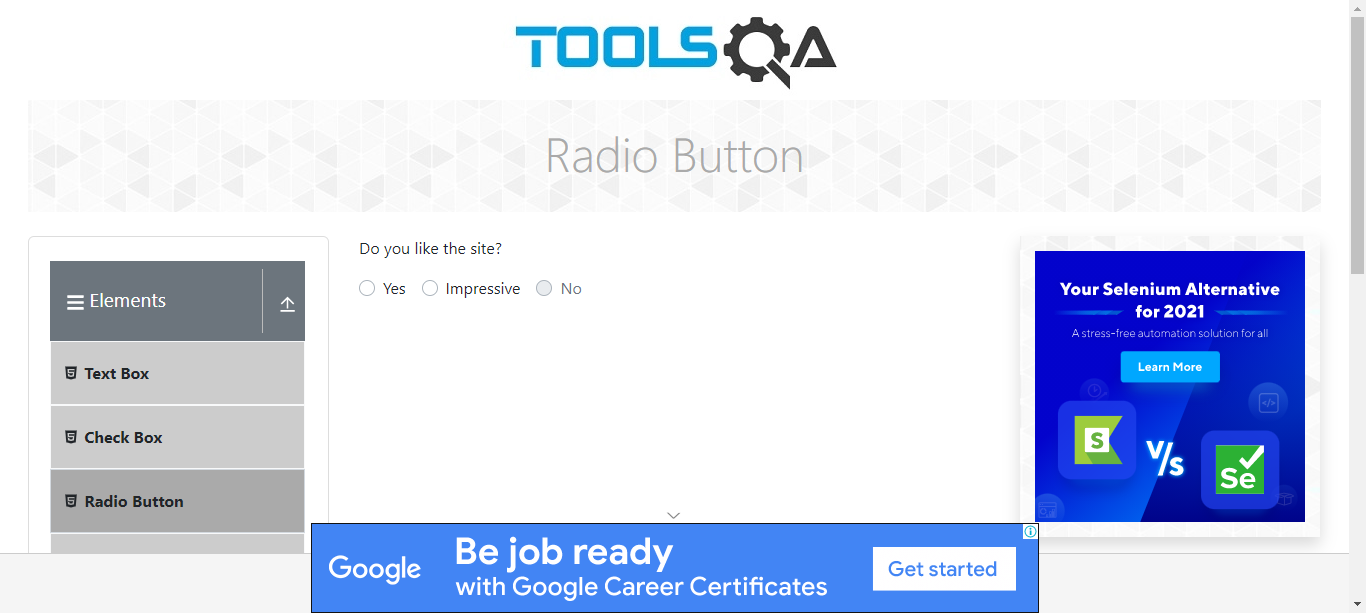 TOOLSQA
Radio Button
Elements
Text Box
Check Box
Radio Button
Do you like the site?
Yes Impressive No
Your Selenium Alternative
for 2021
A stress-free automation solution for all
Learn More
S
V/s
Se
Google
Be job ready
with Google Career Certificates
Get started